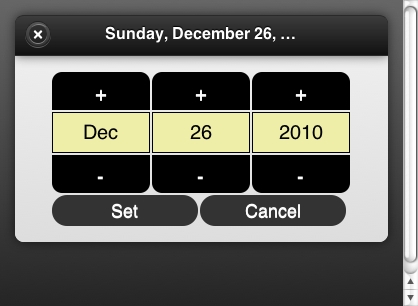 Sunday, December 26, ...
+ + +
Dec 26 2010
- - -
Set Cancel